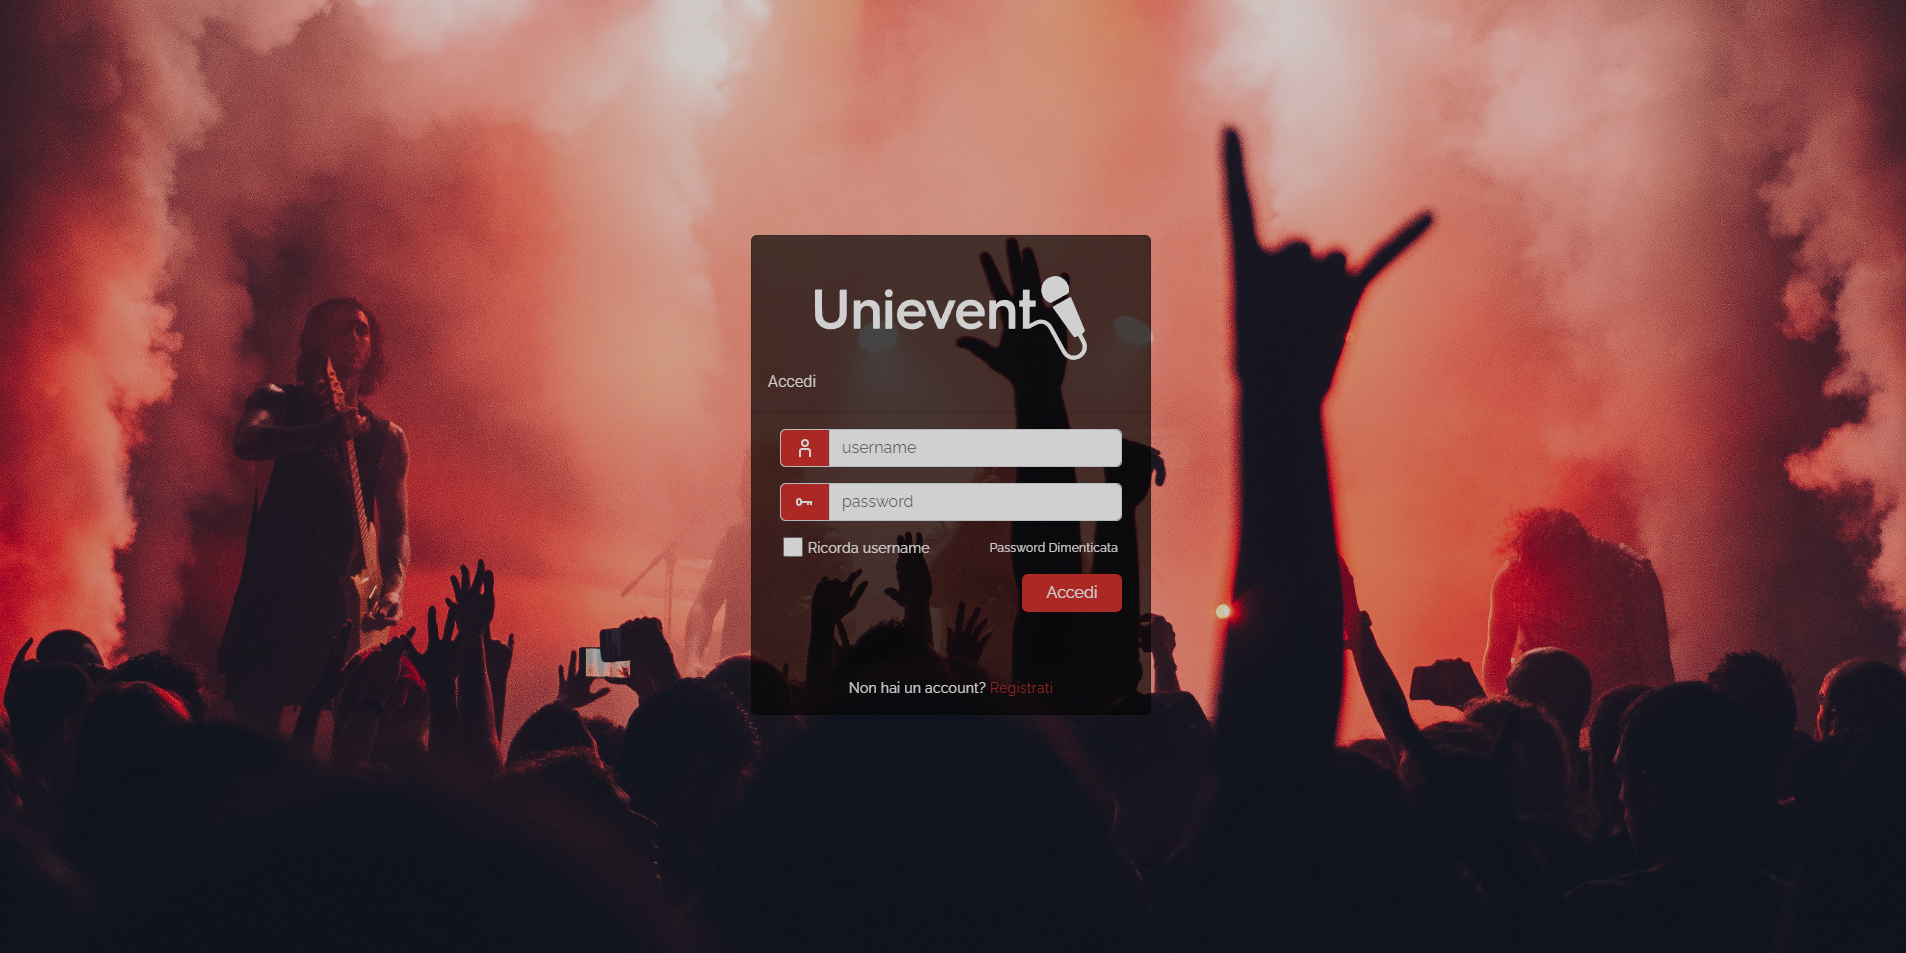 Unievent
Accedi
username
password
Ricorda username
Password Dimenticata
Accedi
Non hai un account? Registrati